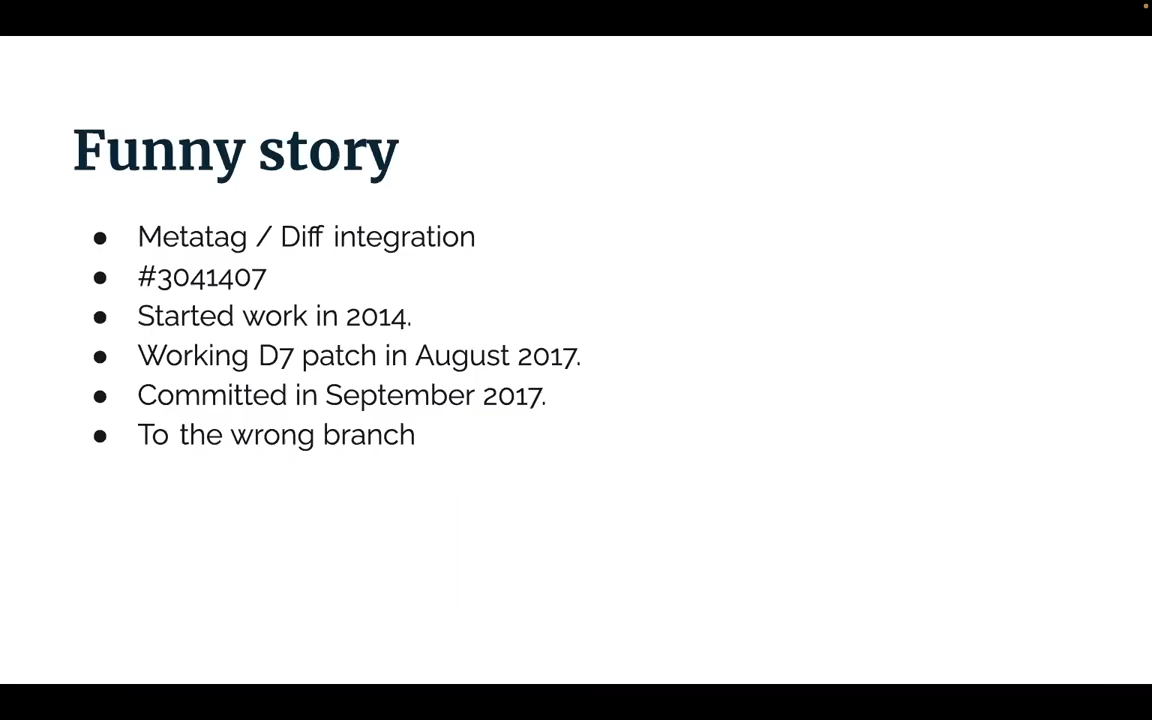 Funny story
● Metatag / Diff integration
● #3041407
● Started work in 2014.
● Working D7 patch in August 2017.
● Committed in September 2017.
● To the wrong branch